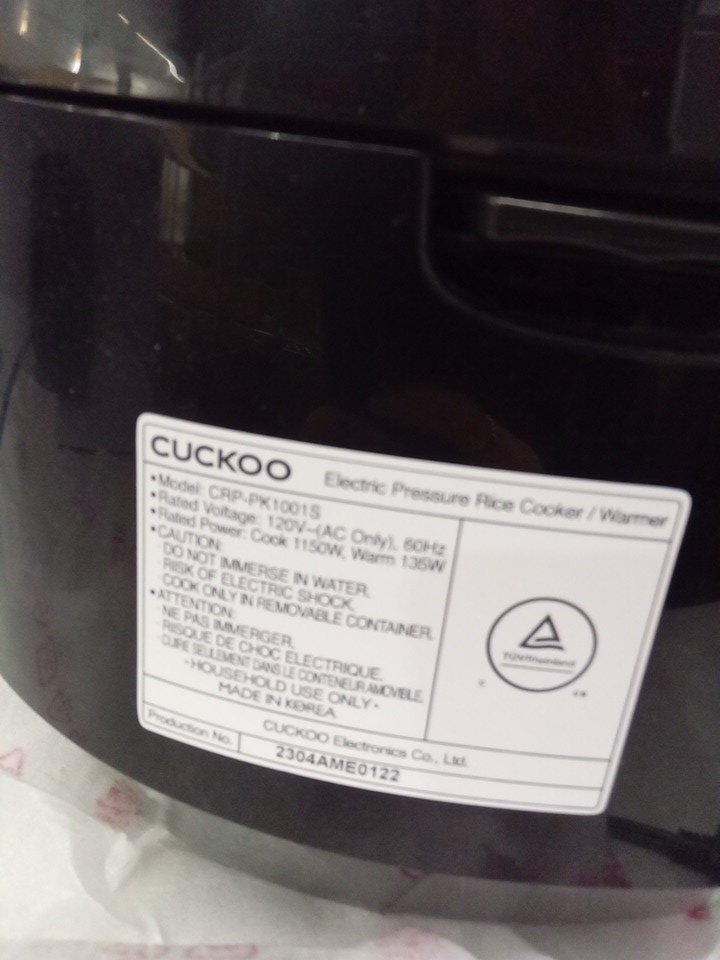 CUCKOO Electric Pressure Rice Cooker / Warmer
•Model: CRP-PK1001S
•Rated Voltage: 120V~(AC Only), 60Hz
•Rated Power: Cook 1150W, Warm 135W
•CAUTION:
DO NOT IMMERSE IN WATER.
RISK OF ELECTRIC SHOCK.
COOK ONLY IN REMOVABLE CONTAINER.
•ATTENTION:
NE PAS IMMERGER.
RISQUE DE CHOC ELECTRIQUE.
CUIRE SEULEMENT DANS LE CONTENEUR AMOVIBLE.
•HOUSEHOLD USE ONLY•
MADE IN KOREA
TÜVRheinland
CUCKOO Electronics Co., Ltd.
Production No. 2304AME0122